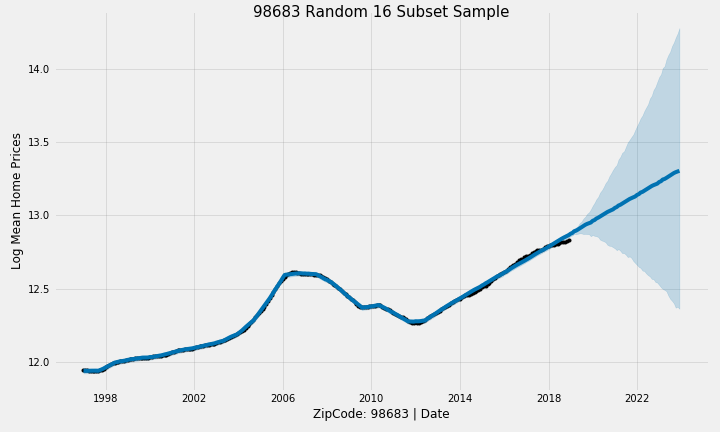 98683 Random 16 Subset Sample
14.0
13.5
13.0
12.5
12.0
Log Mean Home Prices
1998 2002 2006 2010 2014 2018 2022
ZipCode: 98683 | Date